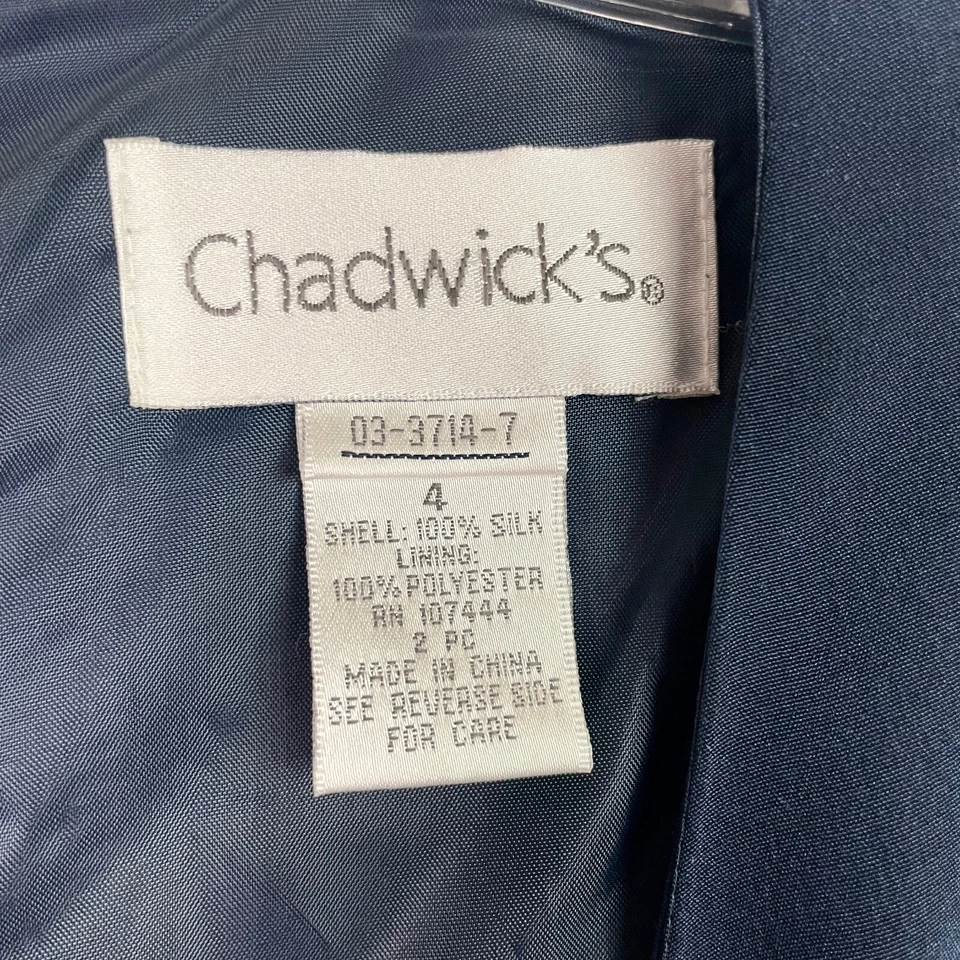 Chadwick's®
03-3714-7
4
SHELL: 100% SILK
LINING:
100% POLYESTER
RN 107444
2 PC
MADE IN CHINA
SEE REVERSE SIDE
FOR CARE